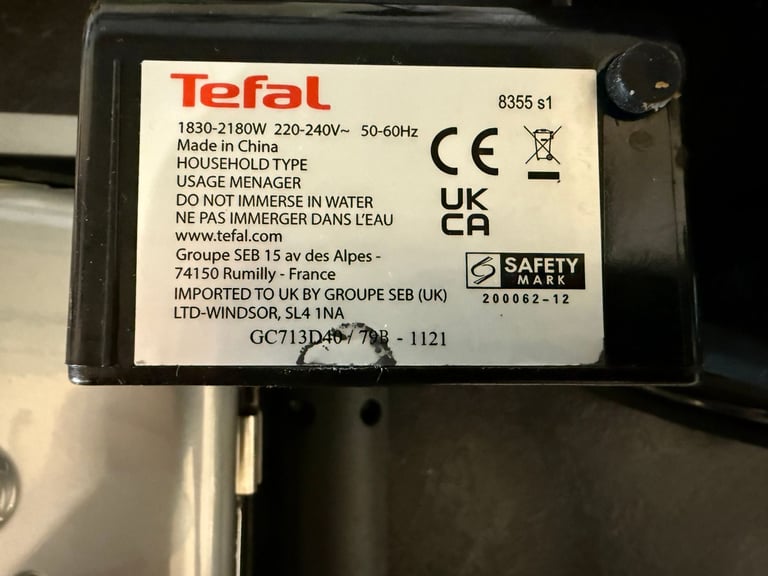 Tefal
8355 s1
1830-2180W 220-240V~ 50-60Hz
Made in China
HOUSEHOLD TYPE
USAGE MENAGER
DO NOT IMMERSE IN WATER
NE PAS IMMERGER DANS L'EAU
www.tefal.com
Groupe SEB 15 av des Alpes -
74150 Rumilly - France
IMPORTED TO UK BY GROUPE SEB (UK)
LTD-WINDSOR, SL4 1NA
GC713D40 / 79B - 1121
CE
UK
CA
SAFETY
MARK
200062-12